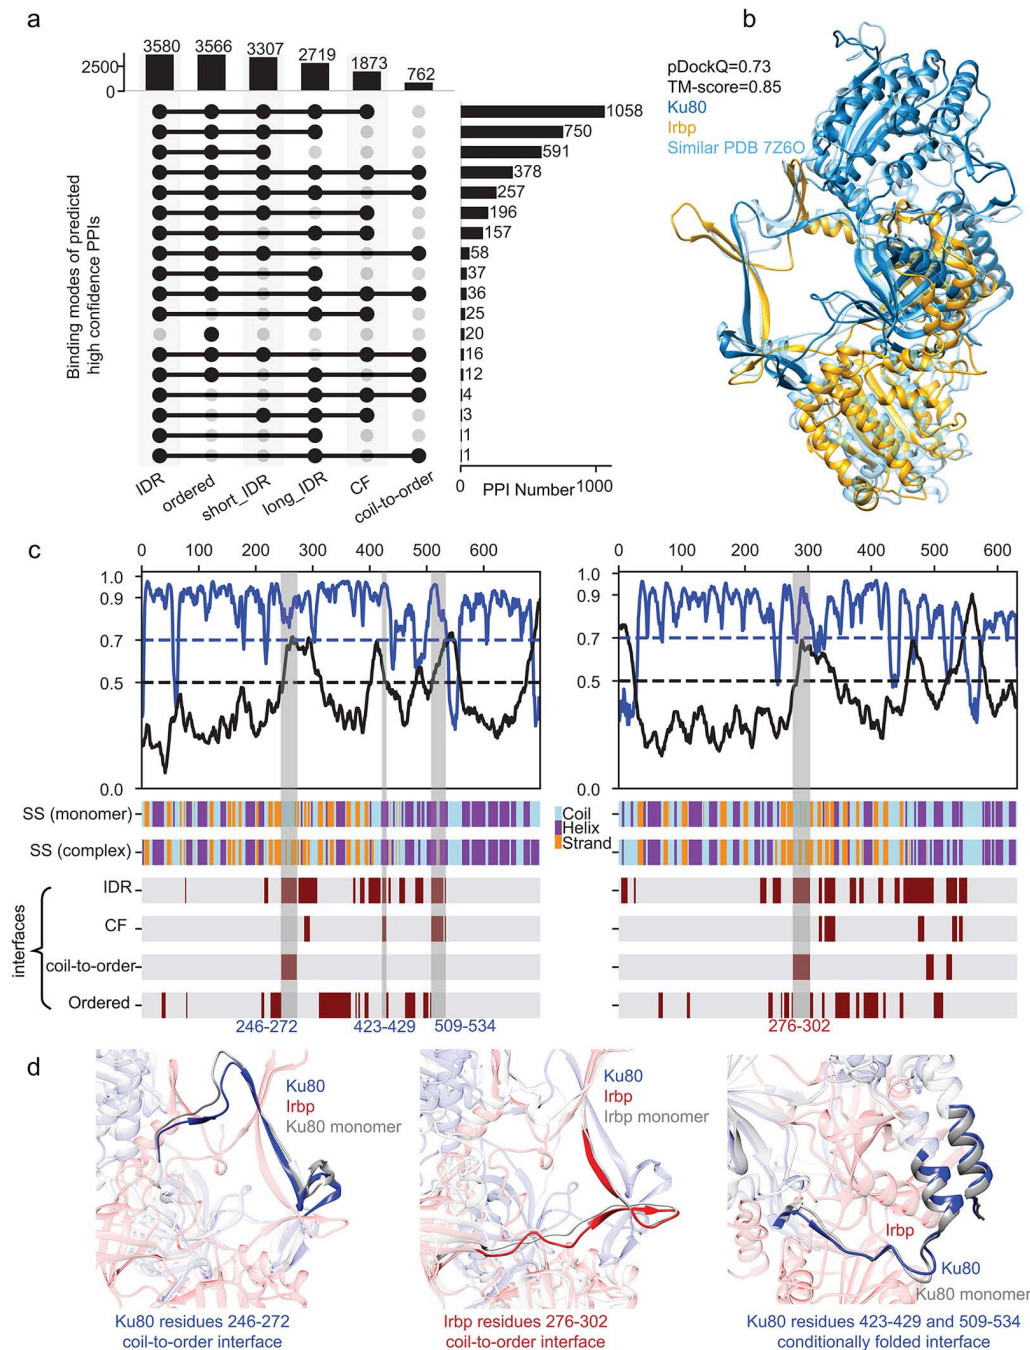 a
3580 3566 3307 2719 1873 762
2500
0
Binding modes of predicted
high confidence PPIs
1058
750
591
378
257
196
157
58
37
36
25
20
16
12
4
3
1
1
IDR ordered short_IDR long_IDR CF coil-to-order
0 PPI Number 1000
b
pDockQ=0.73
TM-score=0.85
Ku80
Irbp
Similar PDB 7Z6O
c
0 100 200 300 400 500 600
1.0
0.9
0.7
0.5
0.0
0 100 200 300 400 500 600
1.0
0.9
0.7
0.5
0.0
SS (monomer)
SS (complex)
Coil
Helix
Strand
interfaces
IDR
CF
coil-to-order
Ordered
246-272 423-429 509-534
276-302
d
Ku80
Irbp
Ku80 monomer
Ku80 residues 246-272
coil-to-order interface
Ku80
Irbp
Irbp monomer
Irbp residues 276-302
coil-to-order interface
Irbp
Ku80
Ku80 monomer
Ku80 residues 423-429 and 509-534
conditionally folded interface